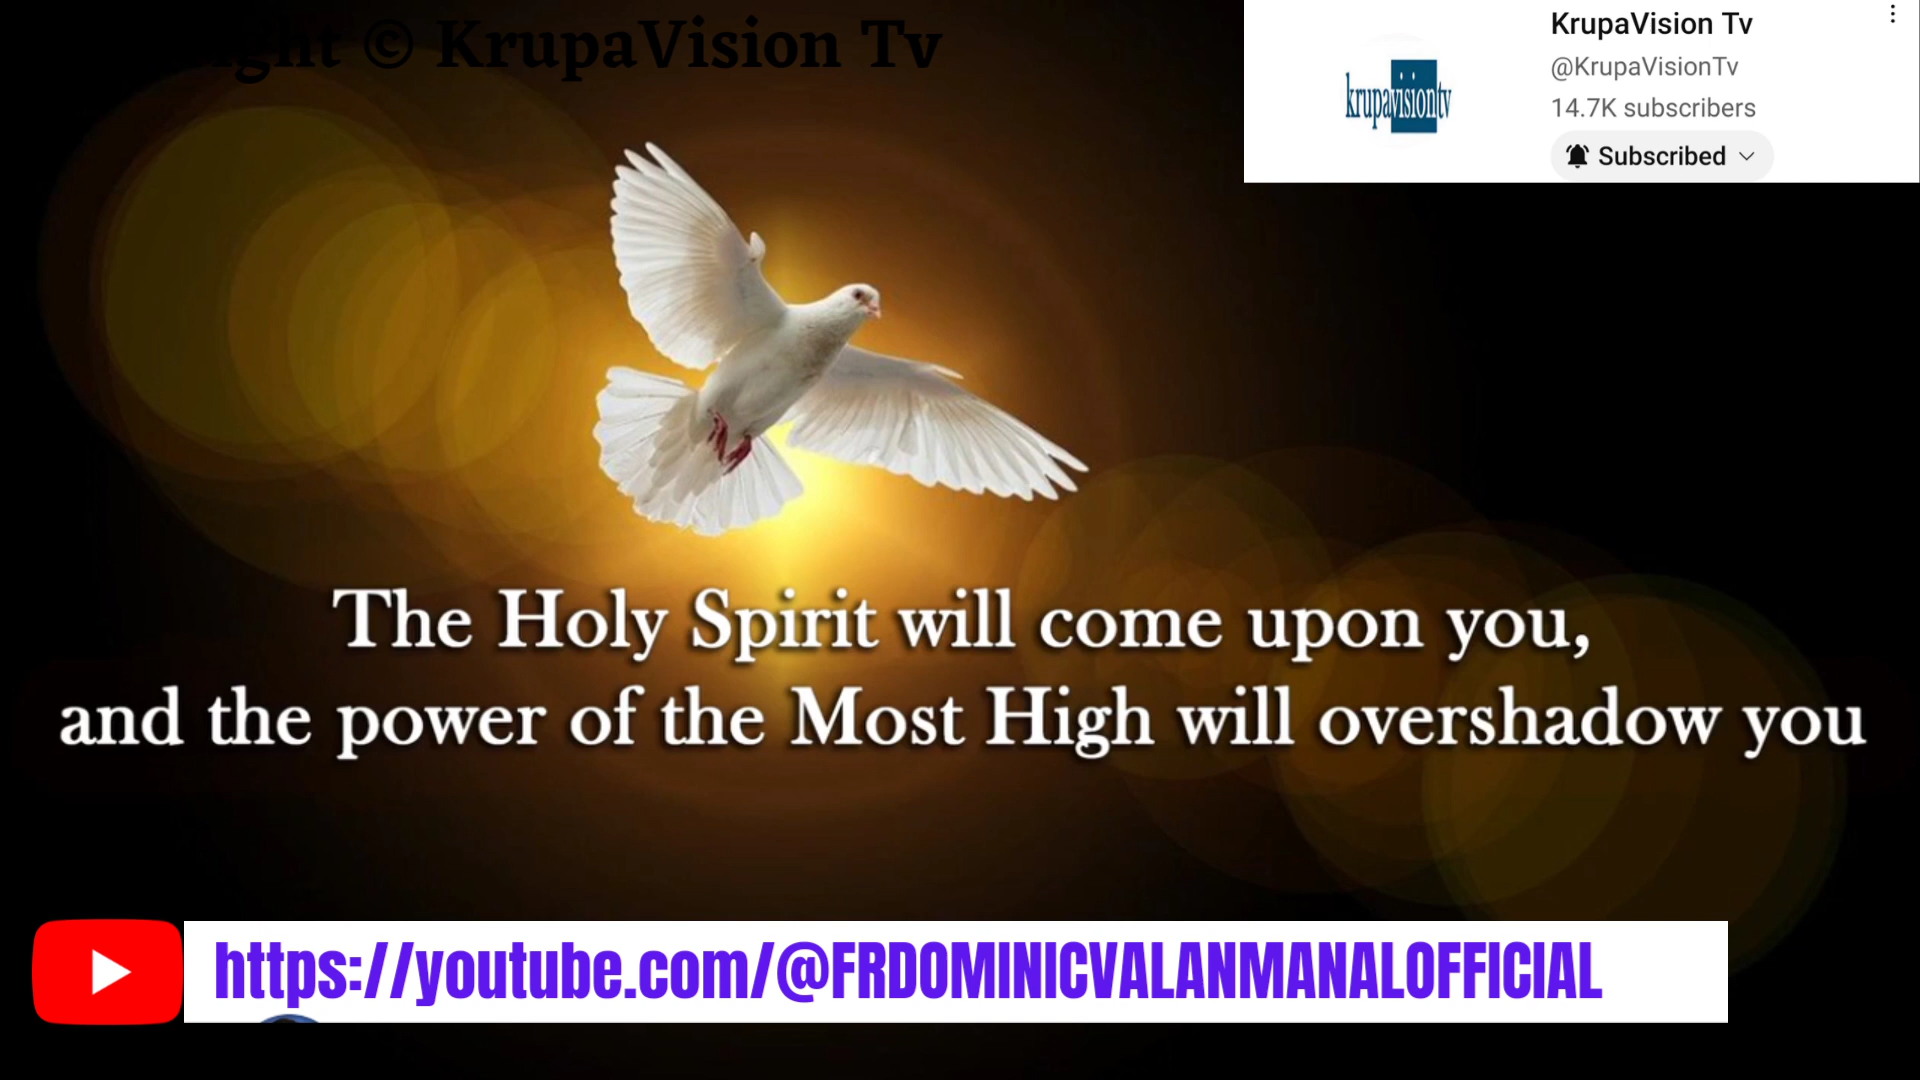 ght © KrupaVision Tv
KrupaVision Tv
@KrupaVisionTv
14.7K subscribers
krupavisiontv
Subscribed
The Holy Spirit will come upon you,
and the power of the Most High will overshadow you
https://youtube.com/@FRDOMINICVALANMANALOFFICIAL